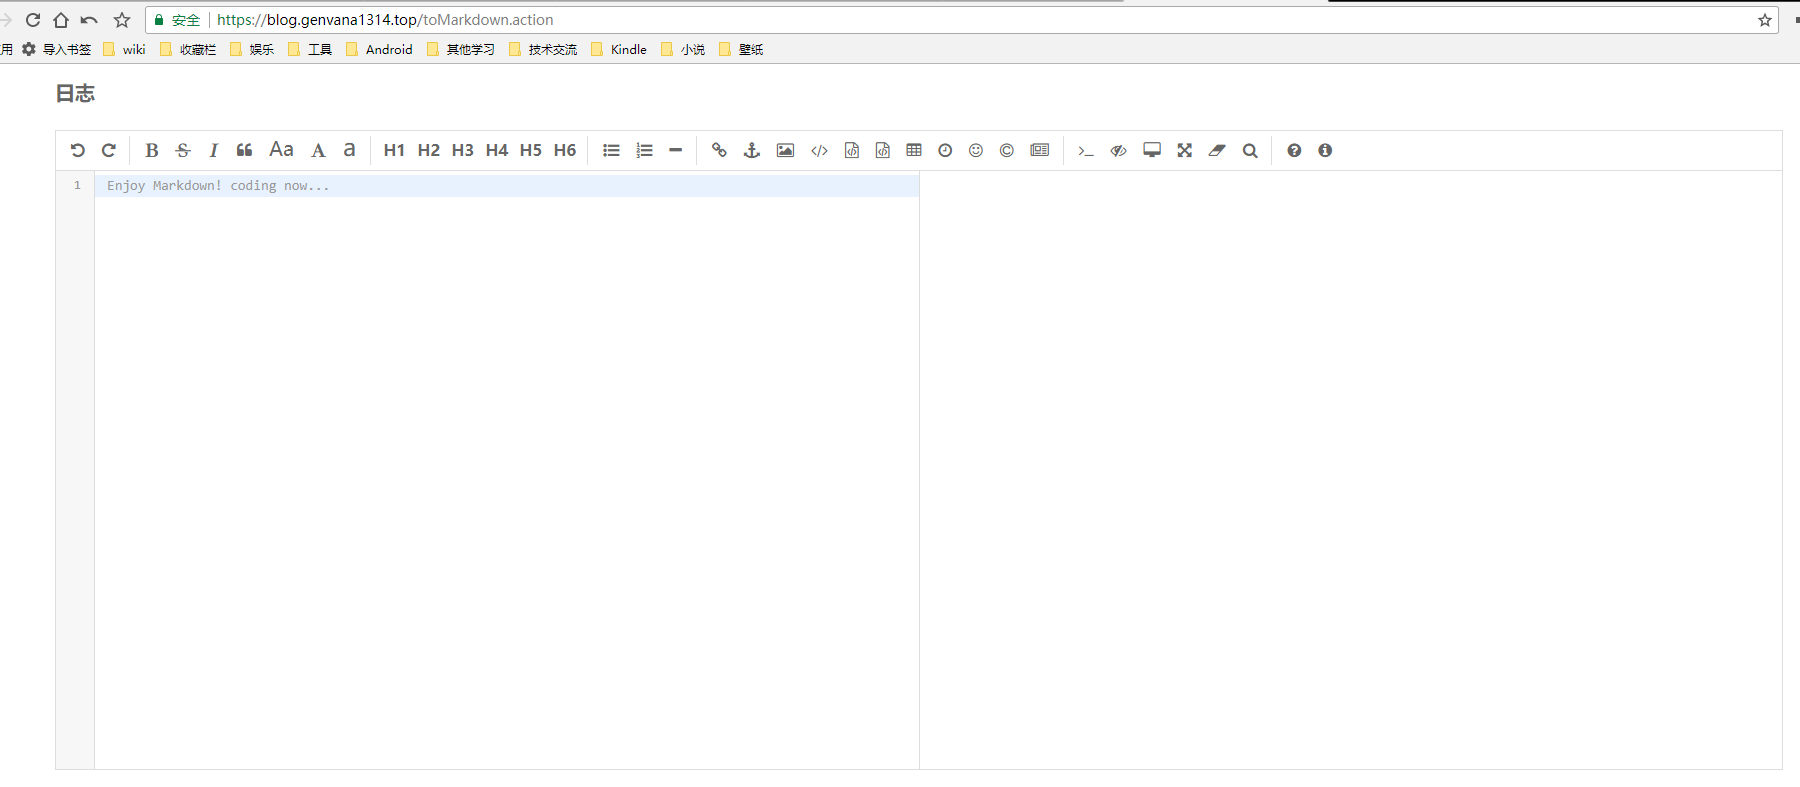 安全 https://blog.genvana1314.top/toMarkdown.action
用 导入书签 wiki 收藏栏 娱乐 工具 Android 其他学习 技术交流 Kindle 小说 壁纸
日志
B S I Aa A a H1 H2 H3 H4 H5 H6
1 Enjoy Markdown! coding now...